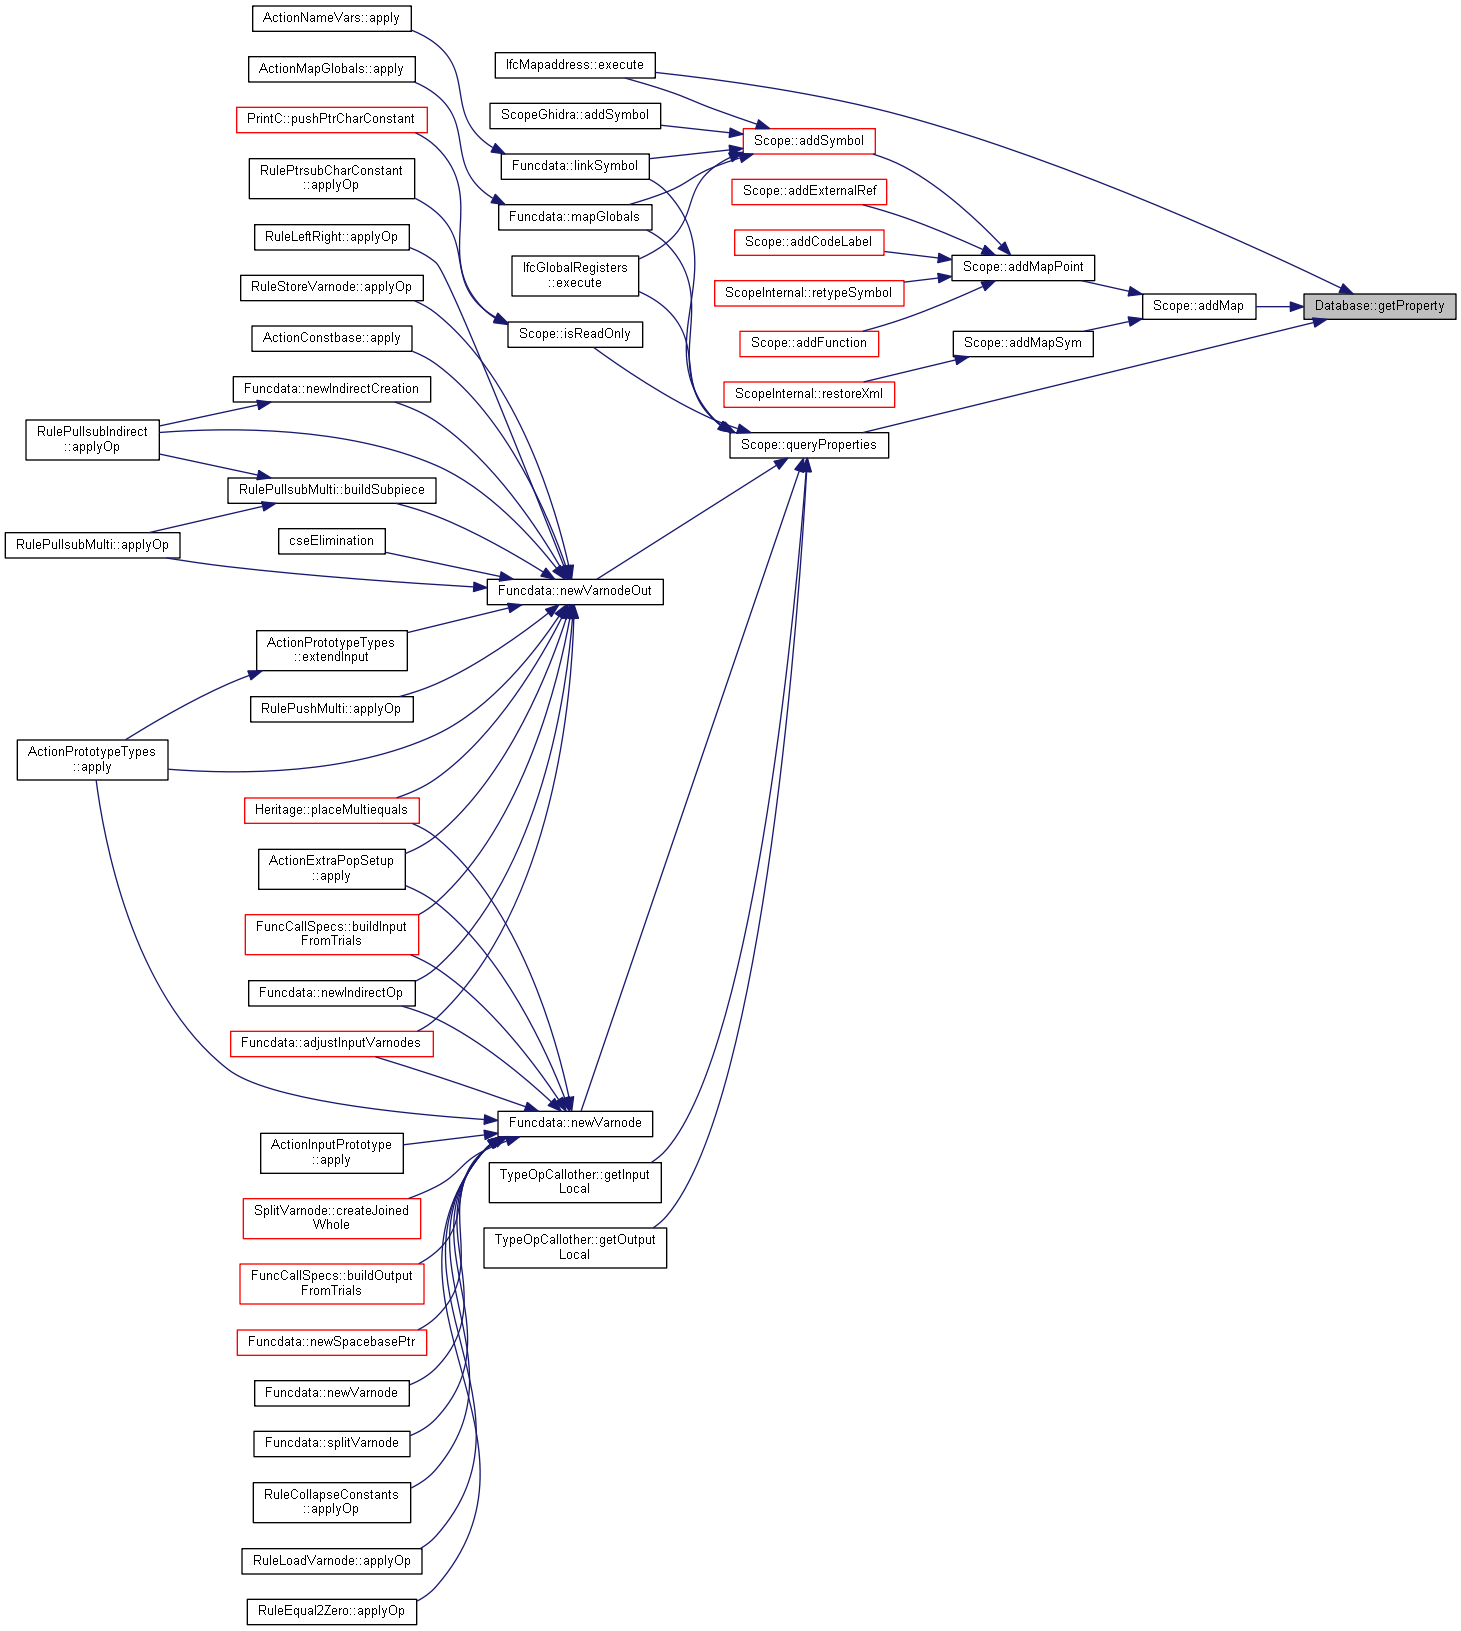 ActionNameVars::apply
ActionMapGlobals::apply
PrintC::pushPtrCharConstant
RulePtrsubCharConstant
::applyOp
RuleLeftRight::applyOp
RuleStoreVarnode::applyOp
ActionConstbase::apply
Funcdata::newIndirectCreation
RulePullsubIndirect
::applyOp
RulePullsubMulti::buildSubpiece
RulePullsubMulti::applyOp
cseElimination
ActionPrototypeTypes
::extendInput
RulePushMulti::applyOp
ActionPrototypeTypes
::apply
Heritage::placeMultiequals
ActionExtraPopSetup
::apply
FuncCallSpecs::buildInput
FromTrials
Funcdata::newIndirectOp
Funcdata::adjustInputVarnodes
ActionInputPrototype
::apply
SplitVarnode::createJoined
Whole
FuncCallSpecs::buildOutput
FromTrials
Funcdata::newSpacebasePtr
Funcdata::newVarnode
Funcdata::splitVarnode
RuleCollapseConstants
::applyOp
RuleLoadVarnode::applyOp
RuleEqual2Zero::applyOp
IfcMapaddress::execute
ScopeGhidra::addSymbol
Funcdata::linkSymbol
Funcdata::mapGlobals
IfcGlobalRegisters
::execute
Scope::isReadOnly
Funcdata::newVarnodeOut
Funcdata::newVarnode
TypeOpCallother::getInput
Local
TypeOpCallother::getOutput
Local
Scope::addSymbol
Scope::addExternalRef
Scope::addCodeLabel
ScopeInternal::retypeSymbol
Scope::addFunction
ScopeInternal::restoreXml
Scope::queryProperties
Scope::addMapPoint
Scope::addMapSym
Scope::addMap
Database::getProperty